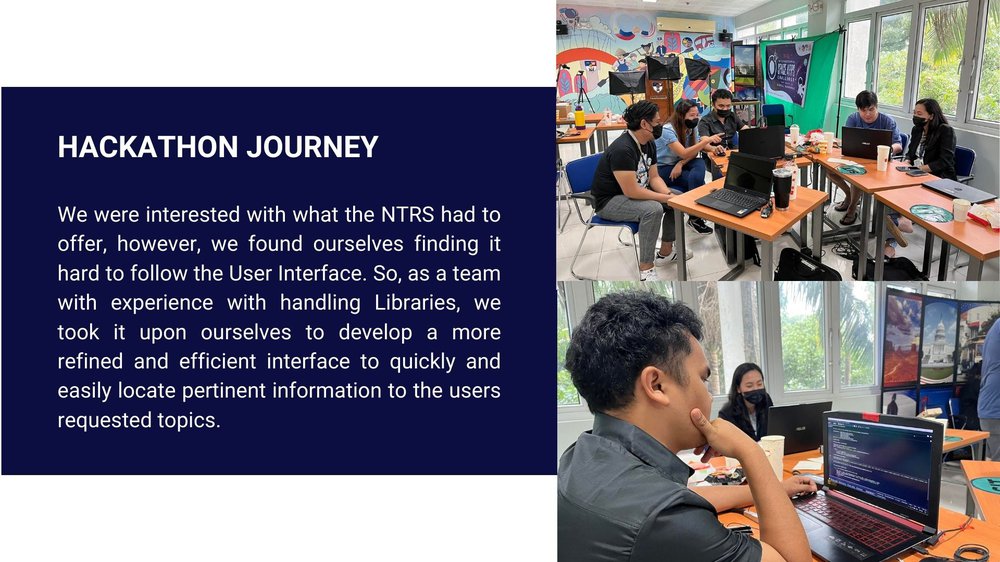 HACKATHON JOURNEY
We were interested with what the NTRS had to
offer, however, we found ourselves finding it
hard to follow the User Interface. So, as a team
with experience with handling Libraries, we
took it upon ourselves to develop a more
refined and efficient interface to quickly and
easily locate pertinent information to the users
requested topics.